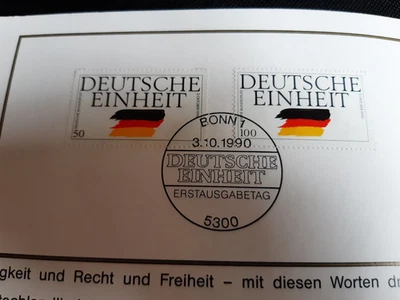 DEUTSCHE
EINHEIT
50
DEUTSCHE
EINHEIT
100
BONN 1
3.10.1990
DEUTSCHE
EINHEIT
ERSTAUSGABETAG
5300
gkeit und Recht und Freiheit – mit diesen Worten dr